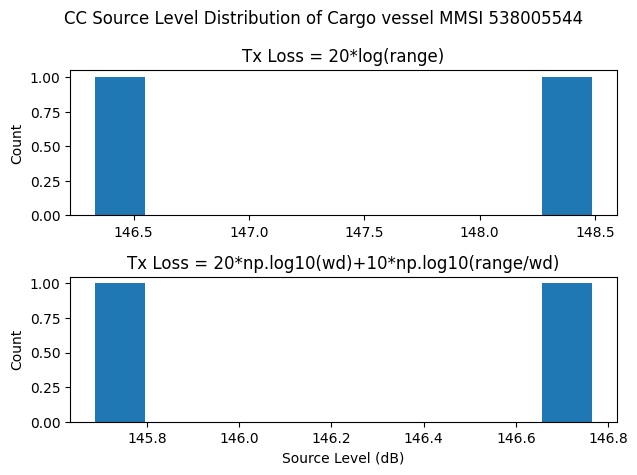 CC Source Level Distribution of Cargo vessel MMSI 538005544
Tx Loss = 20*log(range)
1.00
0.75
0.50
0.25
0.00
Count
146.5 147.0 147.5 148.0 148.5
Tx Loss = 20*np.log10(wd)+10*np.log10(range/wd)
1.00
0.75
0.50
0.25
0.00
Count
145.8 146.0 146.2 146.4 146.6 146.8
Source Level (dB)